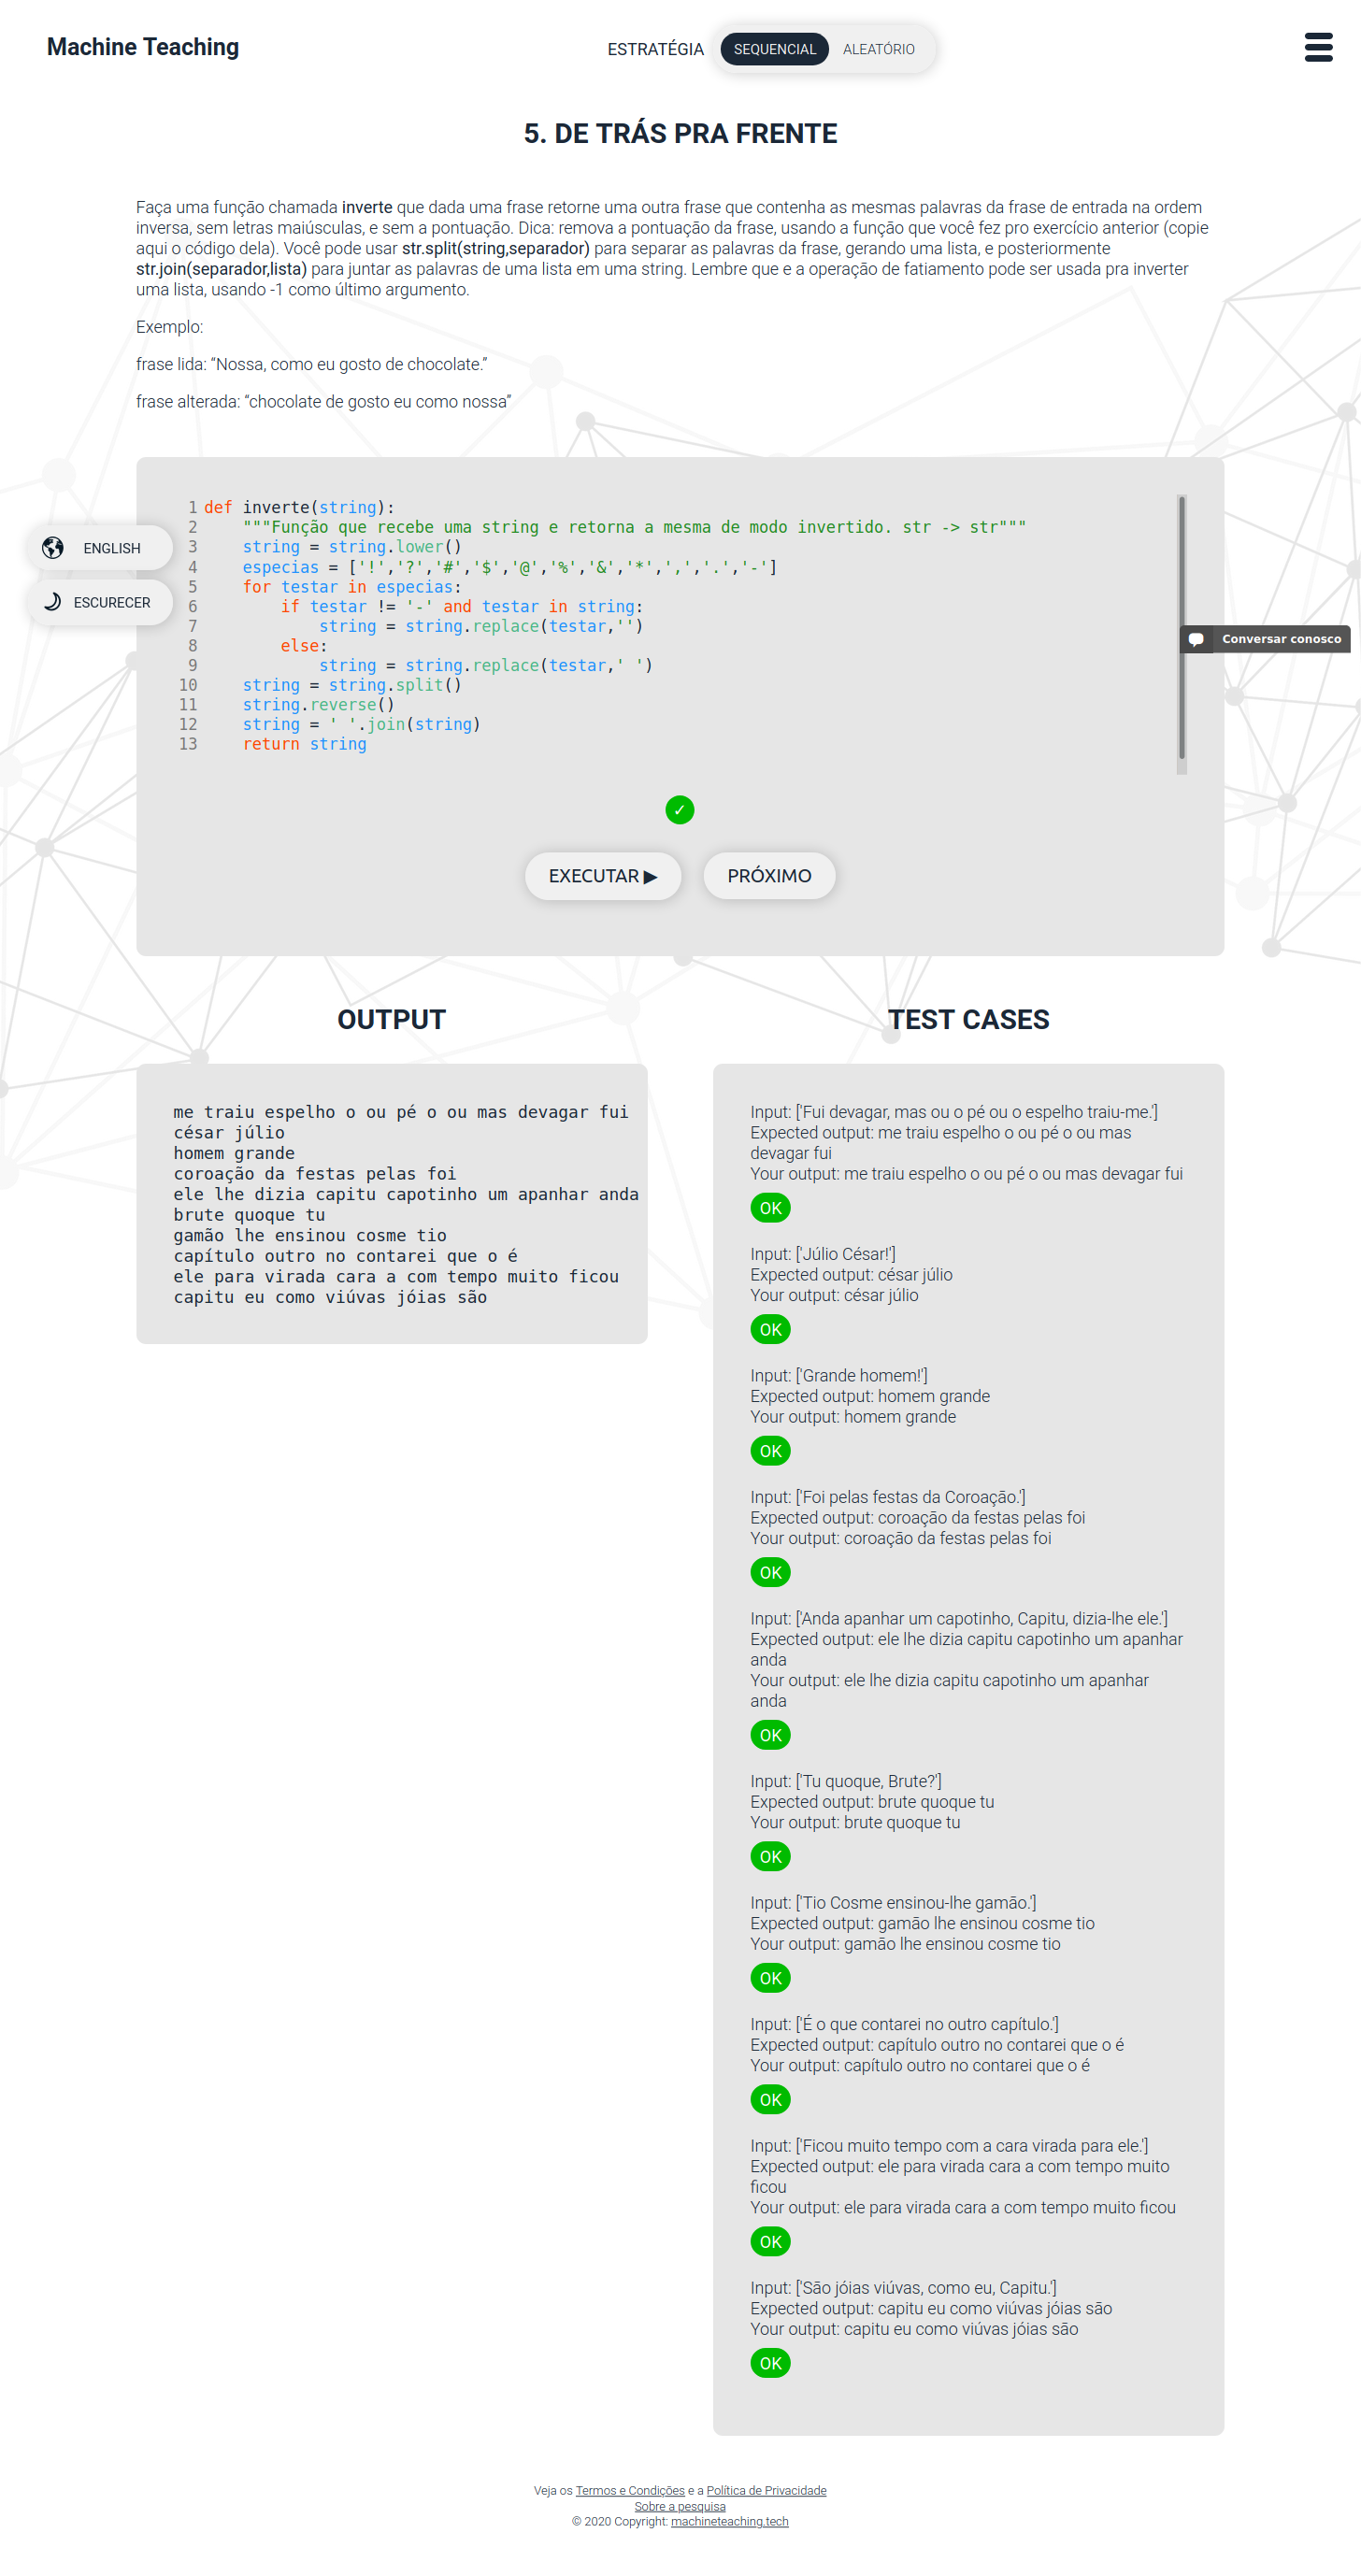 Machine Teaching
ESTRATÉGIA SEQUENCIAL ALEATÓRIO
5. DE TRÁS PRA FRENTE
Faça uma função chamada inverte que dada uma frase retorne uma outra frase que contenha as mesmas palavras da frase de entrada na ordem
inversa, sem letras maiúsculas, e sem a pontuação. Dica: remova a pontuação da frase, usando a função que você fez pro exercício anterior (copie
aqui o código dela). Você pode usar str.split(string,separador) para separar as palavras da frase, gerando uma lista, e posteriormente
str.join(separador,lista) para juntar as palavras de uma lista em uma string. Lembre que e a operação de fatiamento pode ser usada pra inverter
uma lista, usando -1 como último argumento.
Exemplo:
frase lida: “Nossa, como eu gosto de chocolate.”
frase alterada: “chocolate de gosto eu como nossa”
ENGLISH
ESCURECER
1 def inverte(string):
2     """Função que recebe uma string e retorna a mesma de modo invertido. str -> str"""
3     string = string.lower()
4     especias = ['!','?','#','$','@','%','&','*',',','.','-']
5     for testar in especias:
6         if testar != '-' and testar in string:
7             string = string.replace(testar,'')
8         else:
9             string = string.replace(testar,' ')
10     string = string.split()
11     string.reverse()
12     string = ' '.join(string)
13     return string
Conversar conosco
✓
EXECUTAR ▶ PRÓXIMO
OUTPUT
me traiu espelho o ou pé o ou mas devagar fui
césar júlio
homem grande
coroação da festas pelas foi
ele lhe dizia capitu capotinho um apanhar anda
brute quoque tu
gamão lhe ensinou cosme tio
capítulo outro no contarei que o é
ele para virada cara a com tempo muito ficou
capitu eu como viúvas jóias são
TEST CASES
Input: ['Fui devagar, mas ou o pé ou o espelho traiu-me.']
Expected output: me traiu espelho o ou pé o ou mas
devagar fui
Your output: me traiu espelho o ou pé o ou mas devagar fui
OK
Input: ['Júlio César!']
Expected output: césar júlio
Your output: césar júlio
OK
Input: ['Grande homem!']
Expected output: homem grande
Your output: homem grande
OK
Input: ['Foi pelas festas da Coroação.']
Expected output: coroação da festas pelas foi
Your output: coroação da festas pelas foi
OK
Input: ['Anda apanhar um capotinho, Capitu, dizia-lhe ele.']
Expected output: ele lhe dizia capitu capotinho um apanhar
anda
Your output: ele lhe dizia capitu capotinho um apanhar
anda
OK
Input: ['Tu quoque, Brute?']
Expected output: brute quoque tu
Your output: brute quoque tu
OK
Input: ['Tio Cosme ensinou-lhe gamão.']
Expected output: gamão lhe ensinou cosme tio
Your output: gamão lhe ensinou cosme tio
OK
Input: ['É o que contarei no outro capítulo.']
Expected output: capítulo outro no contarei que o é
Your output: capítulo outro no contarei que o é
OK
Input: ['Ficou muito tempo com a cara virada para ele.']
Expected output: ele para virada cara a com tempo muito
ficou
Your output: ele para virada cara a com tempo muito ficou
OK
Input: ['São jóias viúvas, como eu, Capitu.']
Expected output: capitu eu como viúvas jóias são
Your output: capitu eu como viúvas jóias são
OK
Veja os Termos e Condições e a Política de Privacidade
Sobre a pesquisa
© 2020 Copyright: machineteaching.tech